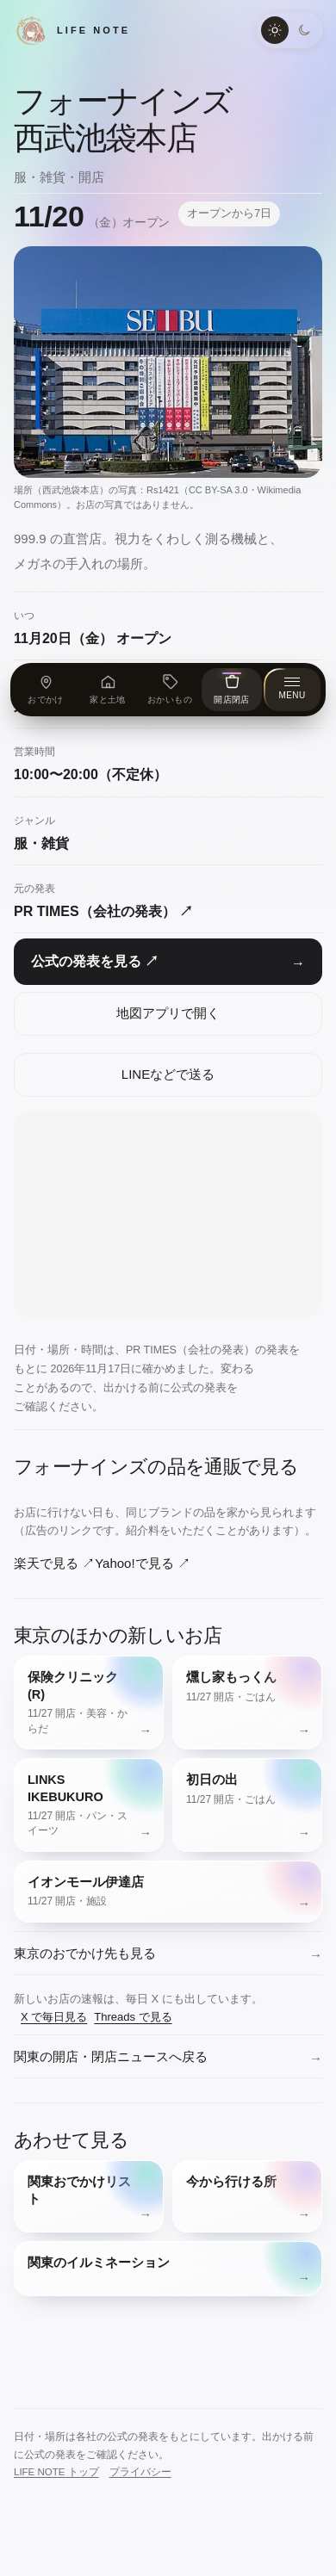 LIFE NOTE
フォーナインズ
西武池袋本店
服・雑貨・開店
11/20（金）オープン オープンから7日
SEIBU
場所（西武池袋本店）の写真：Rs1421（CC BY-SA 3.0・Wikimedia
Commons）。お店の写真ではありません。
999.9 の直営店。視力をくわしく測る機械と、
メガネの手入れの場所。
いつ
11月20日（金） オープン
おでかけ 家と土地 おかいもの 開店閉店 MENU
営業時間
10:00〜20:00（不定休）
ジャンル
服・雑貨
元の発表
PR TIMES（会社の発表） ↗
公式の発表を見る ↗ →
地図アプリで開く
LINEなどで送る
日付・場所・時間は、PR TIMES（会社の発表）の発表を
もとに 2026年11月17日に確かめました。変わる
ことがあるので、出かける前に公式の発表を
ご確認ください。
フォーナインズの品を通販で見る
お店に行けない日も、同じブランドの品を家から見られます
（広告のリンクです。紹介料をいただくことがあります）。
楽天で見る ↗Yahoo!で見る ↗
東京のほかの新しいお店
保険クリニック
(R)
11/27 開店・美容・か
らだ →
燻し家もっくん
11/27 開店・ごはん
→
LINKS
IKEBUKURO
11/27 開店・パン・ス
イーツ →
初日の出
11/27 開店・ごはん
→
イオンモール伊達店
11/27 開店・施設 →
東京のおでかけ先も見る →
新しいお店の速報は、毎日 X にも出しています。
X で毎日見る Threads で見る
関東の開店・閉店ニュースへ戻る →
あわせて見る
関東おでかけリス
ト →
今から行ける所
→
関東のイルミネーション
→
日付・場所は各社の公式の発表をもとにしています。出かける前
に公式の発表をご確認ください。
LIFE NOTE トップ プライバシー